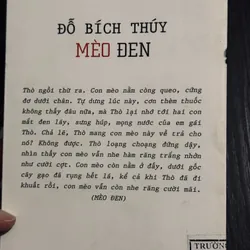 ĐỖ BÍCH THÚY
MÈO ĐEN
Thò ngồi thừ ra. Con mèo nằm cong queo, cứng
đơ dưới chân. Tự dưng lúc này, cơn thèm thuốc
không thấy đâu nữa, mà Thò lại nhớ tới hai con
mắt đen láy, sưng húp, mọng nước của em gái
Thò. Chả lẽ, Thò mang con mèo này về trả cho
nó! Không được. Thò loạng choạng đứng dậy,
nhìn thấy con mèo vẫn nhe hàm răng trắng nhởn
như cười cợt. Con mèo còn nằm ở đấy, dưới gốc
cây gạo đã rụng hết lá, kể cả khi Thò đã đi
khuất rồi, con mèo vẫn còn nhe răng cười mãi.
(MÈO ĐEN)